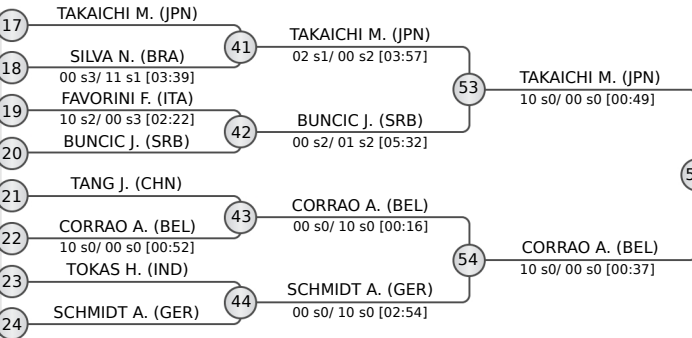 17
TAKAICHI M. (JPN)
18
SILVA N. (BRA)
00 s3/ 11 s1 [03:39]
41
19
FAVORINI F. (ITA)
10 s2/ 00 s3 [02:22]
20
BUNCIC J. (SRB)
42
21
TANG J. (CHN)
22
CORRAO A. (BEL)
10 s0/ 00 s0 [00:52]
43
23
TOKAS H. (IND)
24
SCHMIDT A. (GER)
44
TAKAICHI M. (JPN)
02 s1/ 00 s2 [03:57]
53
BUNCIC J. (SRB)
00 s2/ 01 s2 [05:32]
CORRAO A. (BEL)
00 s0/ 10 s0 [00:16]
54
SCHMIDT A. (GER)
00 s0/ 10 s0 [02:54]
TAKAICHI M. (JPN)
10 s0/ 00 s0 [00:49]
CORRAO A. (BEL)
10 s0/ 00 s0 [00:37]